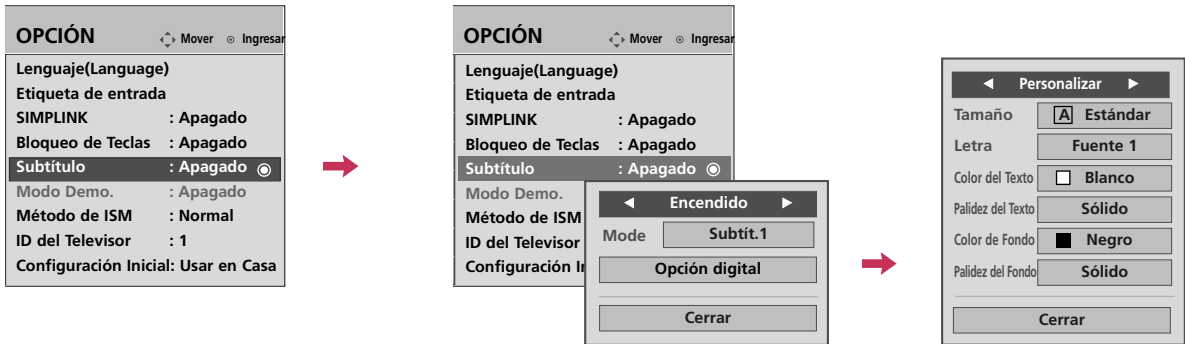 OPCIÓN Mover Ingresar
Lenguaje(Language)
Etiqueta de entrada
SIMPLINK : Apagado
Bloqueo de Teclas : Apagado
Subtítulo : Apagado
Modo Demo. : Apagado
Método de ISM : Normal
ID del Televisor : 1
Configuración Inicial: Usar en Casa
OPCIÓN Mover Ingresar
Lenguaje(Language)
Etiqueta de entrada
SIMPLINK : Apagado
Bloqueo de Teclas : Apagado
Subtítulo : Apagado
Modo Demo.
Método de ISM
ID del Televisor
Configuración In
◄ Encendido ►
Mode Subtít.1
Opción digital
Cerrar
◄ Personalizar ►
Tamaño A Estándar
Letra Fuente 1
Color del Texto Blanco
Palidez del Texto Sólido
Color de Fondo Negro
Palidez del Fondo Sólido
Cerrar